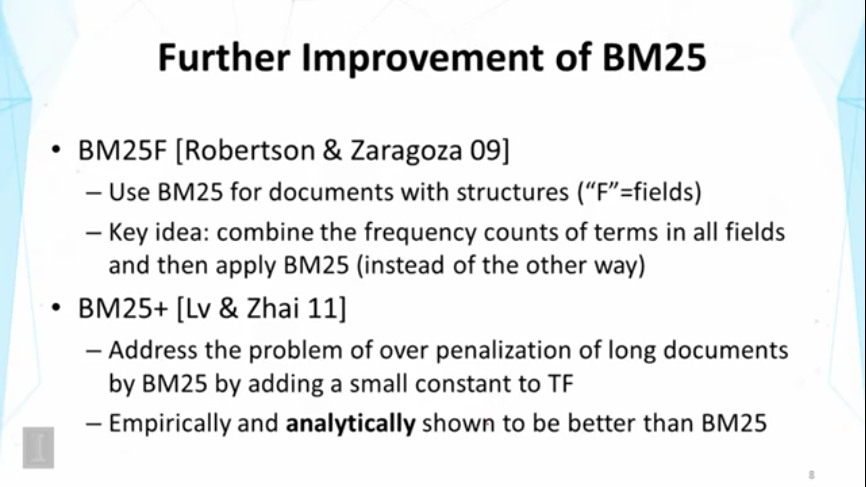 Further Improvement of BM25
• BM25F [Robertson & Zaragoza 09]
– Use BM25 for documents with structures (“F”=fields)
– Key idea: combine the frequency counts of terms in all fields
and then apply BM25 (instead of the other way)
• BM25+ [Lv & Zhai 11]
– Address the problem of over penalization of long documents
by BM25 by adding a small constant to TF
– Empirically and analytically shown to be better than BM25
I
8